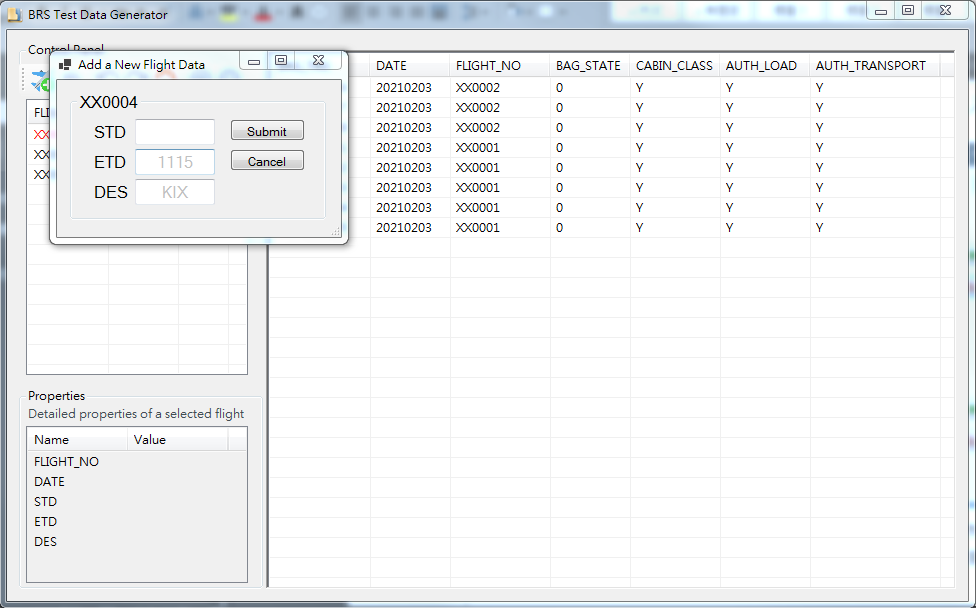 BRS Test Data Generator
Control Panel
Add a New Flight Data
XX0004
STD
Submit
ETD 1115
Cancel
DES KIX
FLI
XX
XX
XX
DATE FLIGHT_NO BAG_STATE CABIN_CLASS AUTH_LOAD AUTH_TRANSPORT
20210203 XX0002 0 Y Y Y
20210203 XX0002 0 Y Y Y
20210203 XX0002 0 Y Y Y
20210203 XX0001 0 Y Y Y
20210203 XX0001 0 Y Y Y
20210203 XX0001 0 Y Y Y
20210203 XX0001 0 Y Y Y
20210203 XX0001 0 Y Y Y
Properties
Detailed properties of a selected flight
Name Value
FLIGHT_NO
DATE
STD
ETD
DES